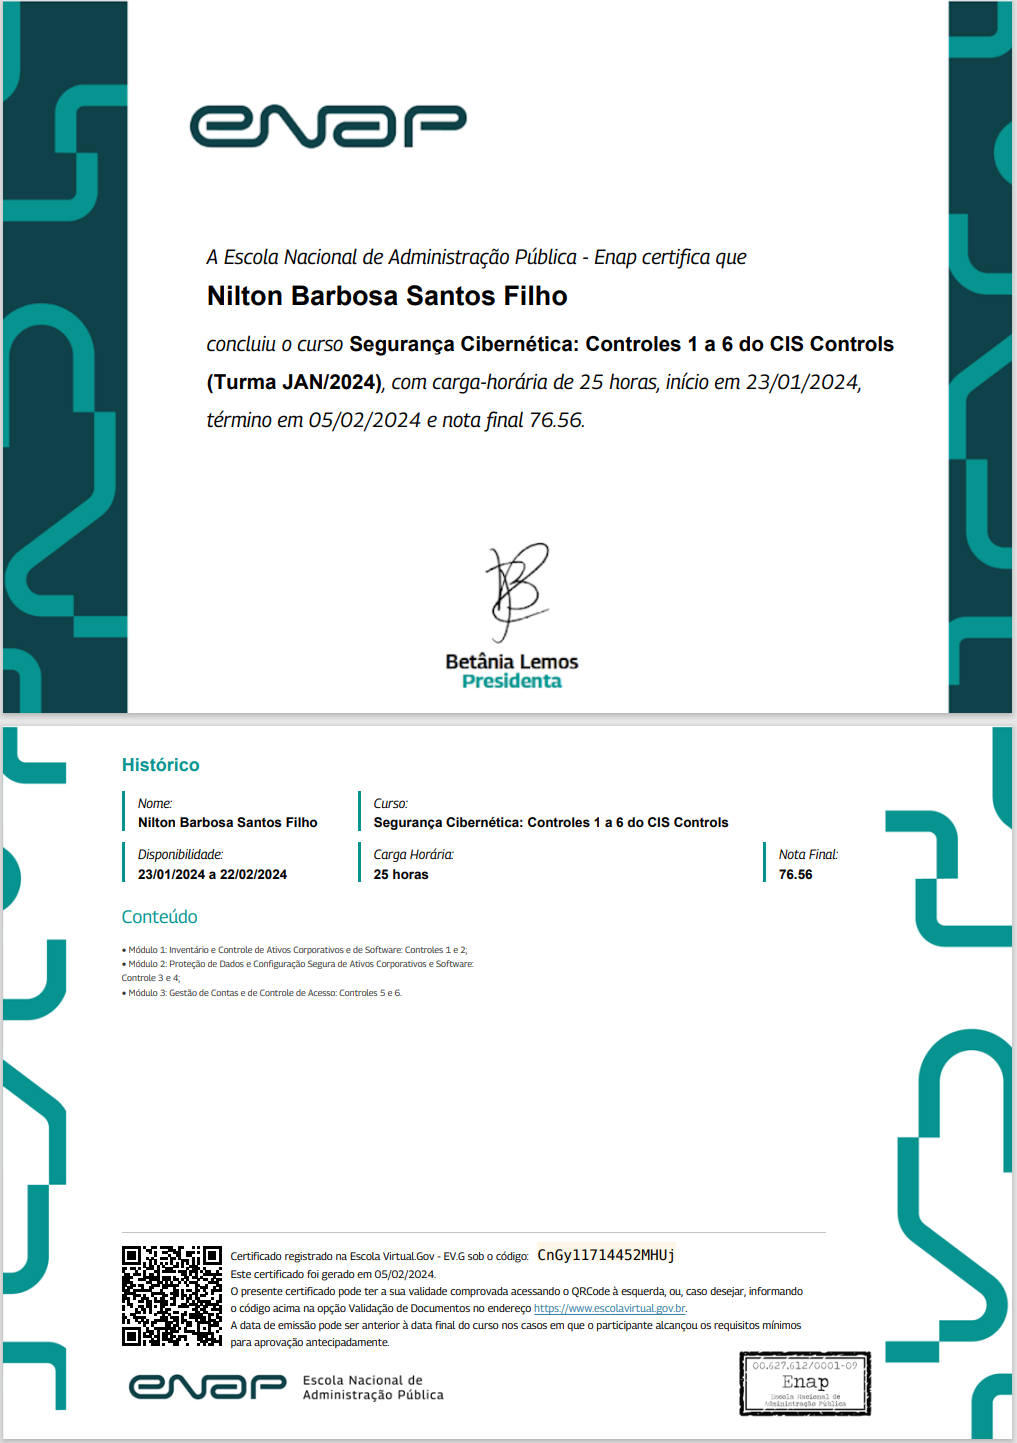 enap
A Escola Nacional de Administração Pública - Enap certifica que
Nilton Barbosa Santos Filho
concluiu o curso Segurança Cibernética: Controles 1 a 6 do CIS Controls
(Turma JAN/2024), com carga-horária de 25 horas, início em 23/01/2024,
término em 05/02/2024 e nota final 76.56.
Betânia Lemos
Presidenta
Histórico
Nome:
Nilton Barbosa Santos Filho
Curso:
Segurança Cibernética: Controles 1 a 6 do CIS Controls
Disponibilidade:
23/01/2024 a 22/02/2024
Carga Horária:
25 horas
Nota Final:
76.56
Conteúdo
• Módulo 1: Inventário e Controle de Ativos Corporativos e de Software: Controles 1 e 2;
• Módulo 2: Proteção de Dados e Configuração Segura de Ativos Corporativos e Software:
Controle 3 e 4;
• Módulo 3: Gestão de Contas e de Controle de Acesso: Controles 5 e 6.
Certificado registrado na Escola Virtual.Gov - EV.G sob o código: CnGy11714452MHUj
Este certificado foi gerado em 05/02/2024.
O presente certificado pode ter a sua validade comprovada acessando o QRCode à esquerda, ou, caso desejar, informando
o código acima na opção Validação de Documentos no endereço https://www.escolavirtual.gov.br.
A data de emissão pode ser anterior à data final do curso nos casos em que o participante alcançou os requisitos mínimos
para aprovação antecipadamente.
enap
Escola Nacional de
Administração Pública
00.627.612/0001-09
Enap
Escola Nacional de
Administração Pública